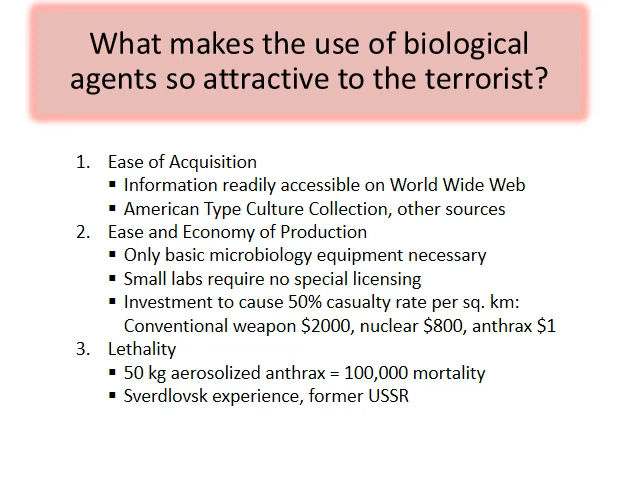 What makes the use of biological
agents so attractive to the terrorist?
1. Ease of Acquisition
▪ Information readily accessible on World Wide Web
▪ American Type Culture Collection, other sources
2. Ease and Economy of Production
▪ Only basic microbiology equipment necessary
▪ Small labs require no special licensing
▪ Investment to cause 50% casualty rate per sq. km:
Conventional weapon $2000, nuclear $800, anthrax $1
3. Lethality
▪ 50 kg aerosolized anthrax = 100,000 mortality
▪ Sverdlovsk experience, former USSR